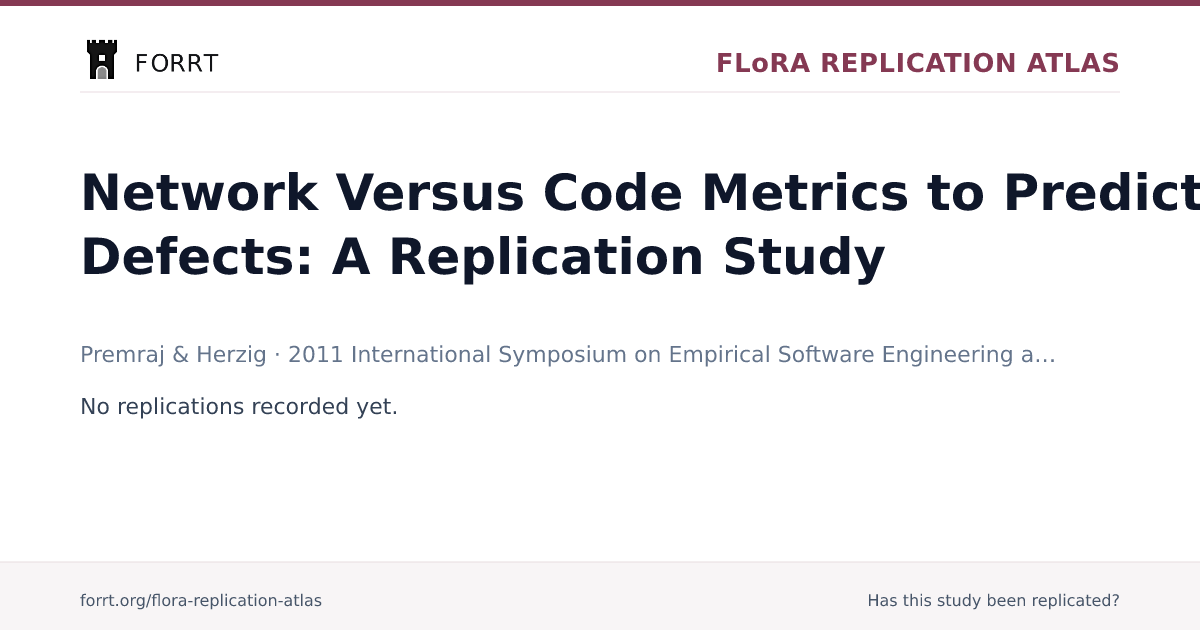 FORRT
FLoRA REPLICATION ATLAS
Network Versus Code Metrics to Predict
Defects: A Replication Study
Premraj & Herzig · 2011 International Symposium on Empirical Software Engineering a…
No replications recorded yet.
forrt.org/flora-replication-atlas
Has this study been replicated?